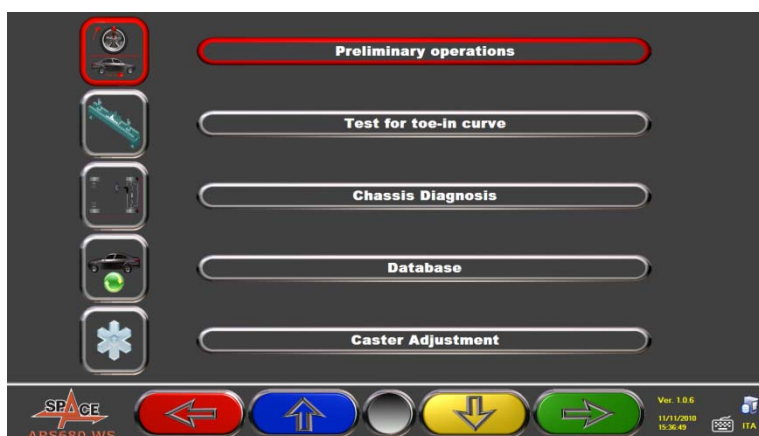 Preliminary operations
Test for toe-in curve
Chassis Diagnosis
Database
Caster Adjustment
SPACE
ARS680 WS
Ver. 1.0.6
11/11/2010
15:36:49
ITA